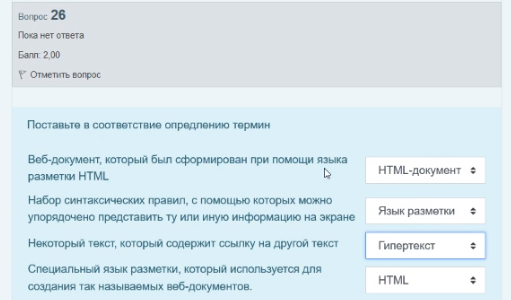 Вопрос 26
Пока нет ответа
Балл: 2,00
Отметить вопрос
Поставьте в соответствие опредлению термин
Веб-документ, который был сформирован при помощи языка
разметки HTML
HTML-документ
Набор синтаксических правил, с помощью которых можно
упорядочено представить ту или иную информацию на экране
Язык разметки
Некоторый текст, который содержит ссылку на другой текст
Гипертекст
Специальный язык разметки, который используется для
создания так называемых веб-документов.
HTML